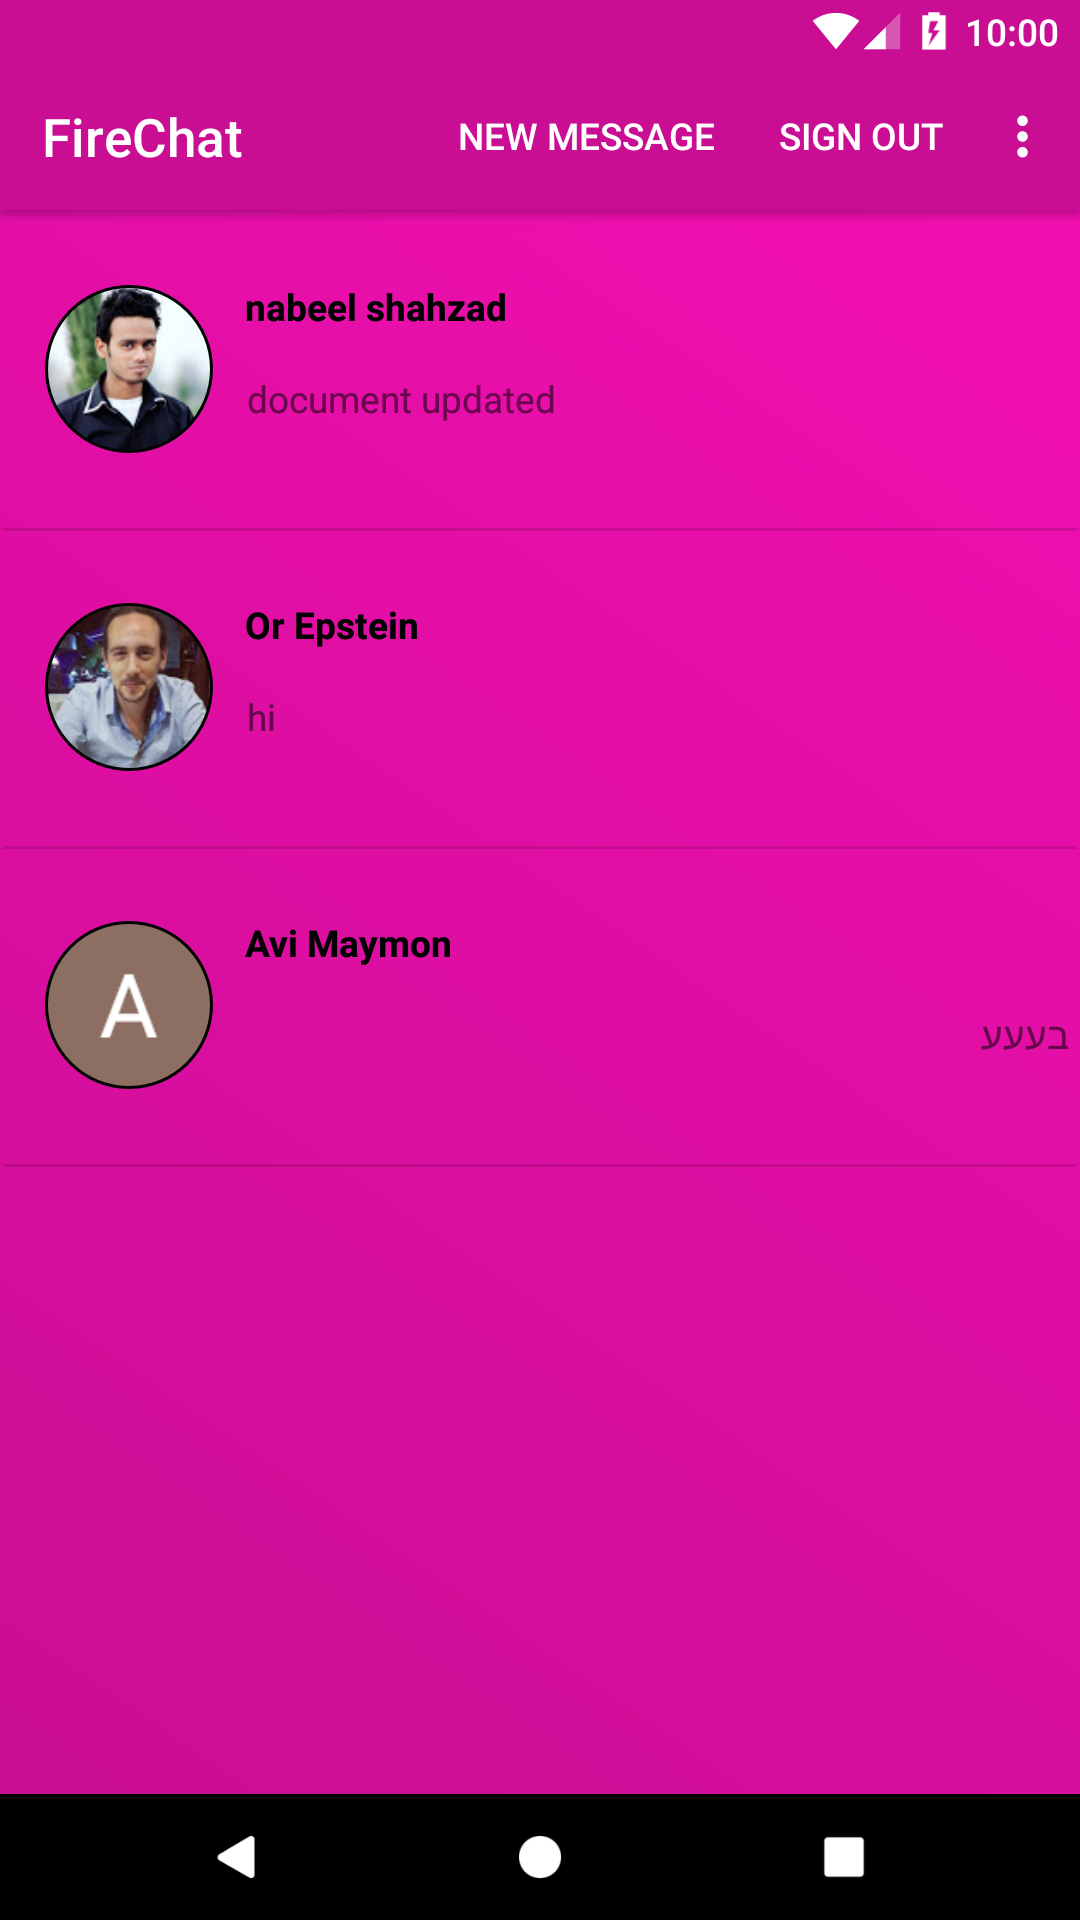 10:00
FireChat NEW MESSAGE SIGN OUT
nabeel shahzad
document updated
Or Epstein
hi
A
Avi Maymon
בעעע